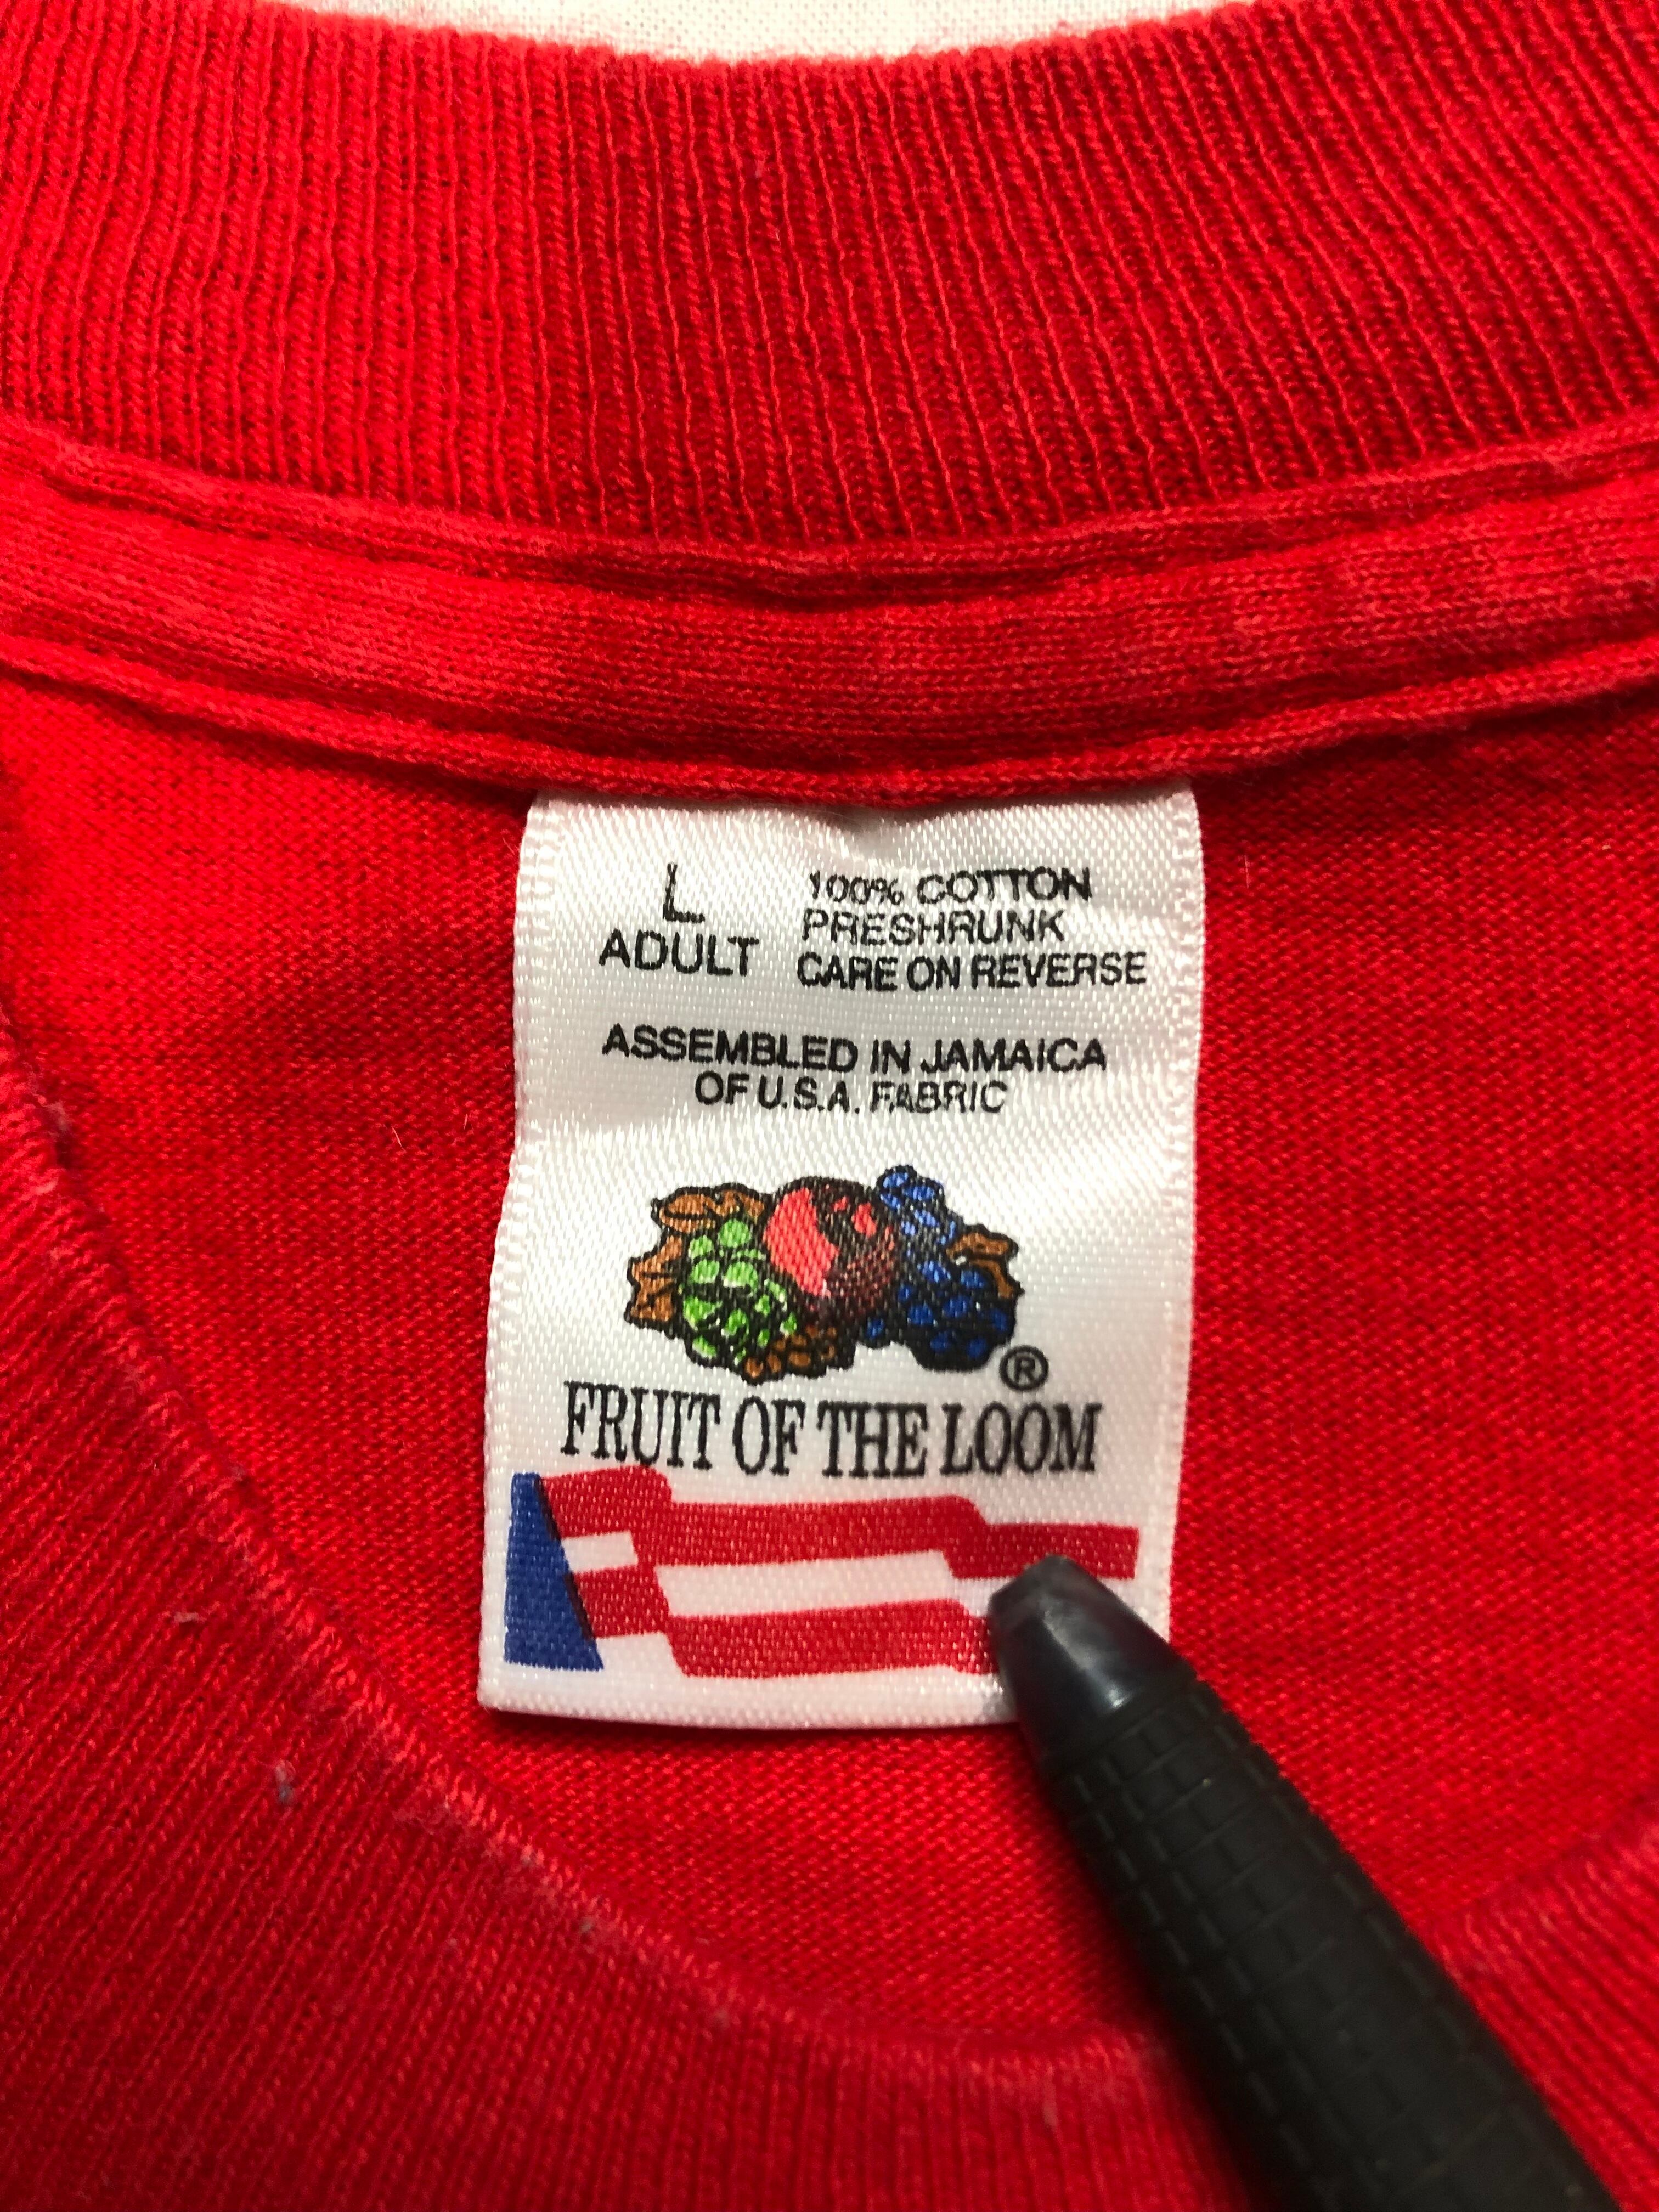 L
ADULT
100% COTTON
PRESHRUNK
CARE ON REVERSE
ASSEMBLED IN JAMAICA
OF U.S.A. FABRIC
®
FRUIT OF THE LOOM